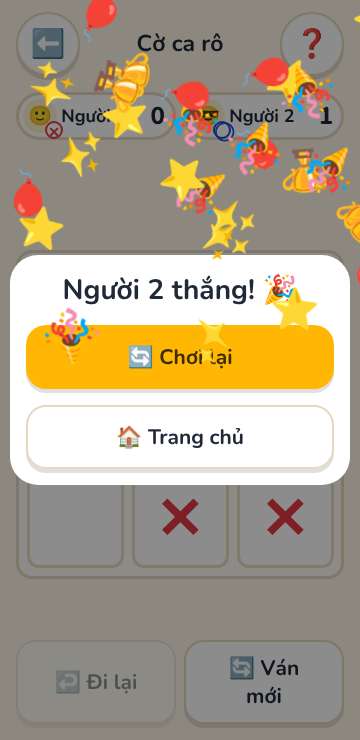 Cờ ca rô
0
Người 2 1
Người 2 thắng!
Chơi lại
Trang chủ
Đi lại
Ván
mới